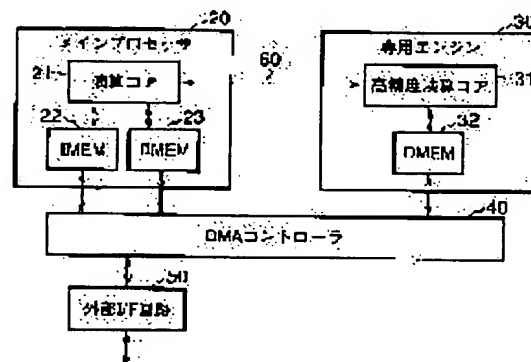 20
メインプロセッサ
21
演算コア
22
23
IMEM
DMEM
60
30
専用エンジン
高精度演算コア
31
32
DMEM
40
DMAコントローラ
50
外部I/F回路